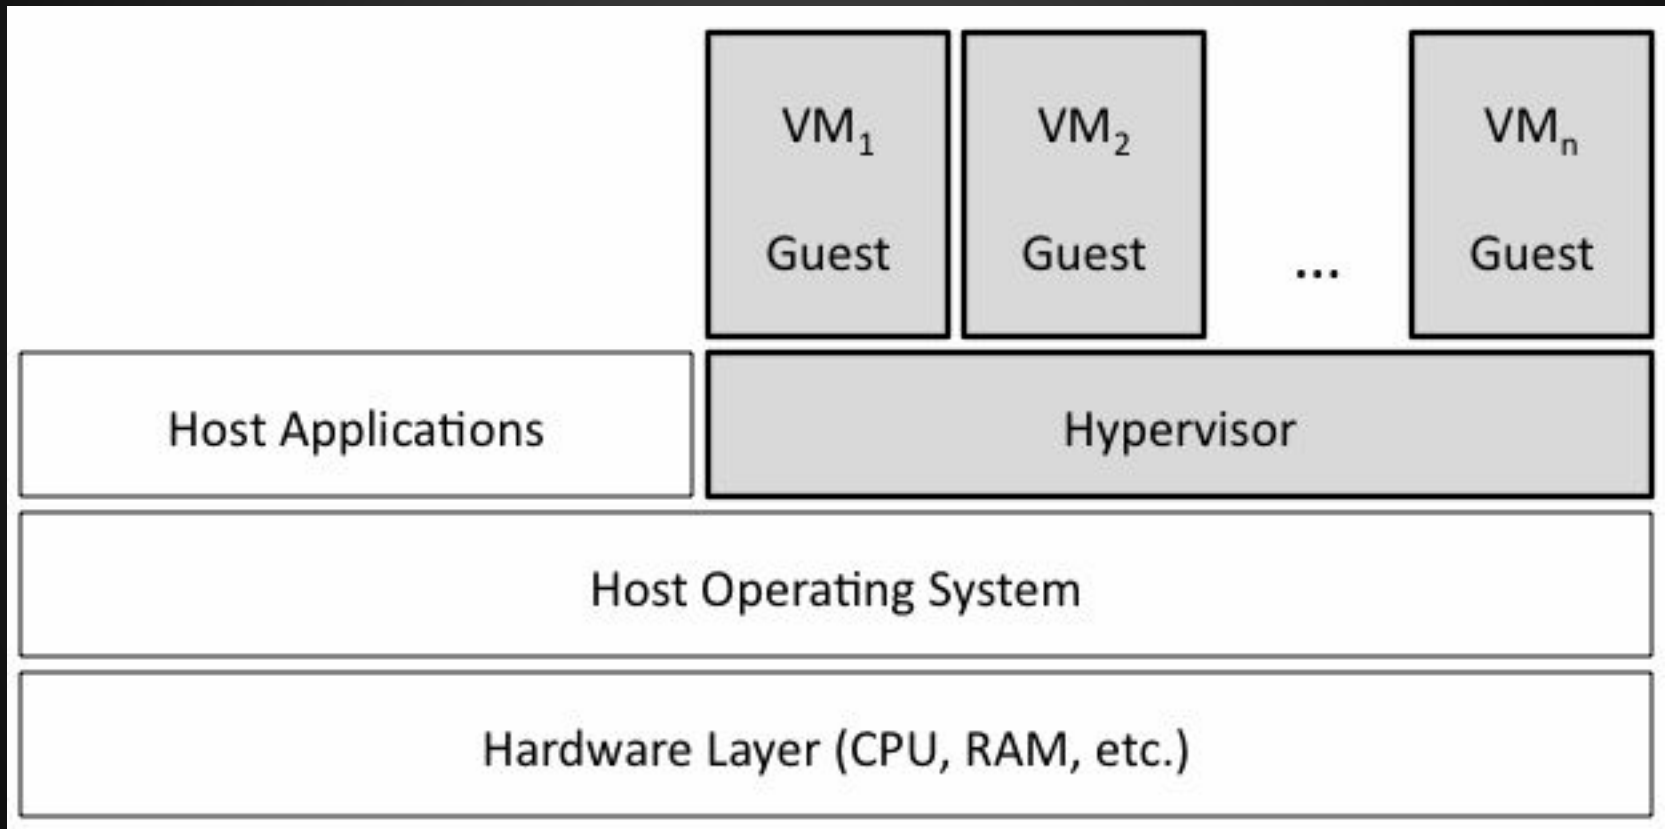 VM₁
Guest
VM₂
Guest
...
VMₙ
Guest
Host Applications
Hypervisor
Host Operating System
Hardware Layer (CPU, RAM, etc.)